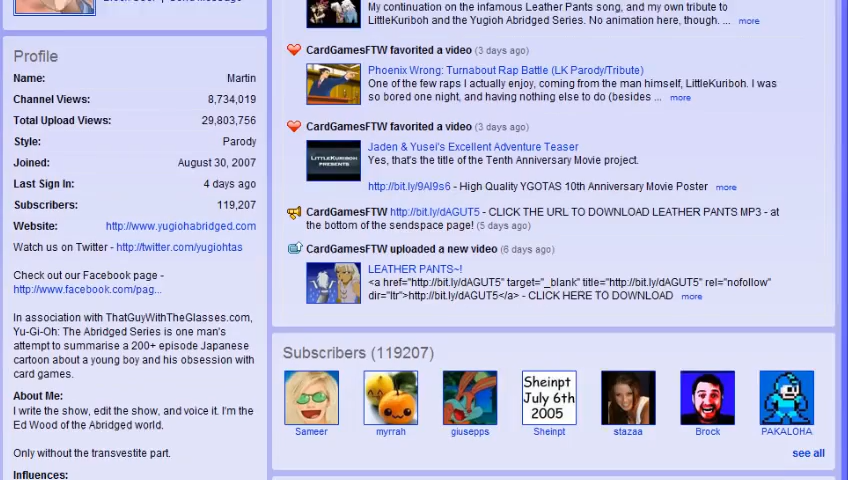 Profile
Name: Martin
Channel Views: 8,734,019
Total Upload Views: 29,803,756
Style: Parody
Joined: August 30, 2007
Last Sign In: 4 days ago
Subscribers: 119,207
Website: http://www.yugiohabridged.com
Watch us on Twitter - http://twitter.com/yugiohtas
Check out our Facebook page -
http://www.facebook.com/pag...
In association with ThatGuyWithTheGlasses.com,
Yu-Gi-Oh: The Abridged Series is one man's
attempt to summarise a 200+ episode Japanese
cartoon about a young boy and his obsession with
card games.
About Me:
I write the show, edit the show, and voice it. I'm the
Ed Wood of the Abridged world.
Only without the transvestite part.
Influences:
My continuation on the infamous Leather Pants song, and my own tribute to
LittleKuriboh and the Yugioh Abridged Series. No animation here, though. ... more
CardGamesFTW favorited a video (3 days ago)
Phoenix Wrong: Turnabout Rap Battle (LK Parody/Tribute)
One of the few raps I actually enjoy, coming from the man himself, LittleKuriboh. I was
so bored one night, and having nothing else to do (besides ... more
CardGamesFTW favorited a video (3 days ago)
LITTLEKURIBOH
PRESENTS
Jaden & Yusei's Excellent Adventure Teaser
Yes, that's the title of the Tenth Anniversary Movie project.
http://bit.ly/9Al9s6 - High Quality YGOTAS 10th Anniversary Movie Poster more
CardGamesFTW http://bit.ly/dAGUT5 - CLICK THE URL TO DOWNLOAD LEATHER PANTS MP3 - at
the bottom of the sendspace page! (5 days ago)
CardGamesFTW uploaded a new video (6 days ago)
LEATHER PANTS~!
<a href="http://bit.ly/dAGUT5" target="_blank" title="http://bit.ly/dAGUT5" rel="nofollow"
dir="ltr">http://bit.ly/dAGUT5</a> - CLICK HERE TO DOWNLOAD more
Subscribers (119207)
Sheinpt
July 6th
2005
Sameer myrrah giusepps Sheinpt stazaa Brock PAKALOHA
see all